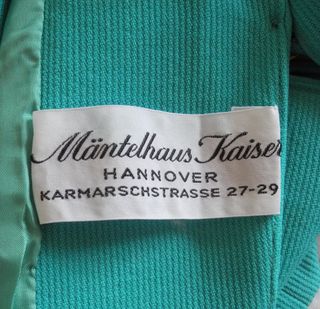 Mäntelhaus Kaiser
HANNOVER
KARMARSCHSTRASSE 27-29